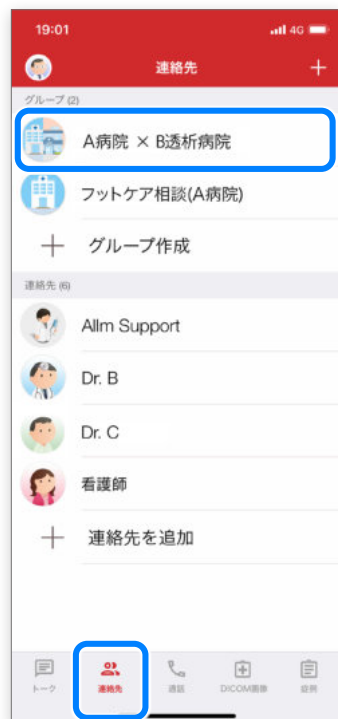 19:01
4G
連絡先
グループ (2)
A病院 × B透析病院
フットケア相談(A病院)
グループ作成
連絡先 (6)
Allm Support
Dr. B
Dr. C
看護師
連絡先を追加
トーク 連絡先 通話 DICOM画像 症例